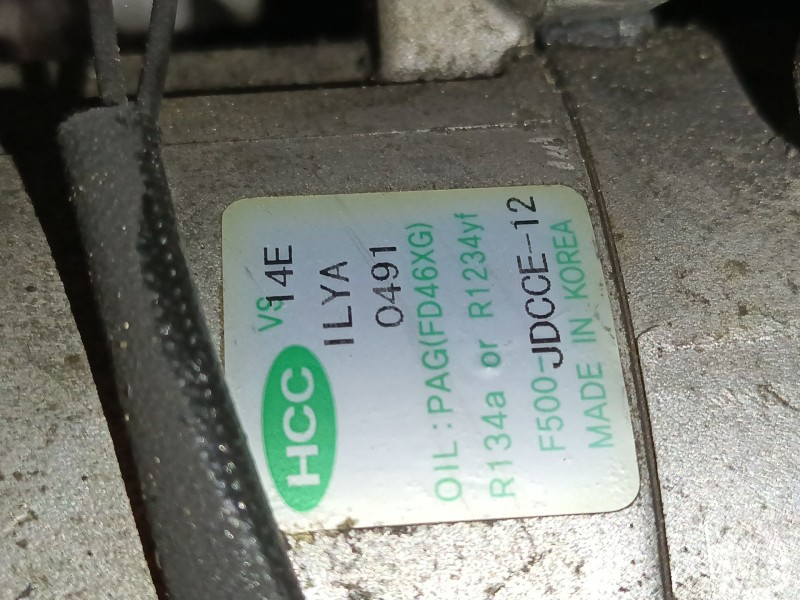 HCC VS14E
ILYA
0491
OIL : PAG(FD46XG)
R134a or R1234yf
F500-JDCCE-12
MADE IN KOREA